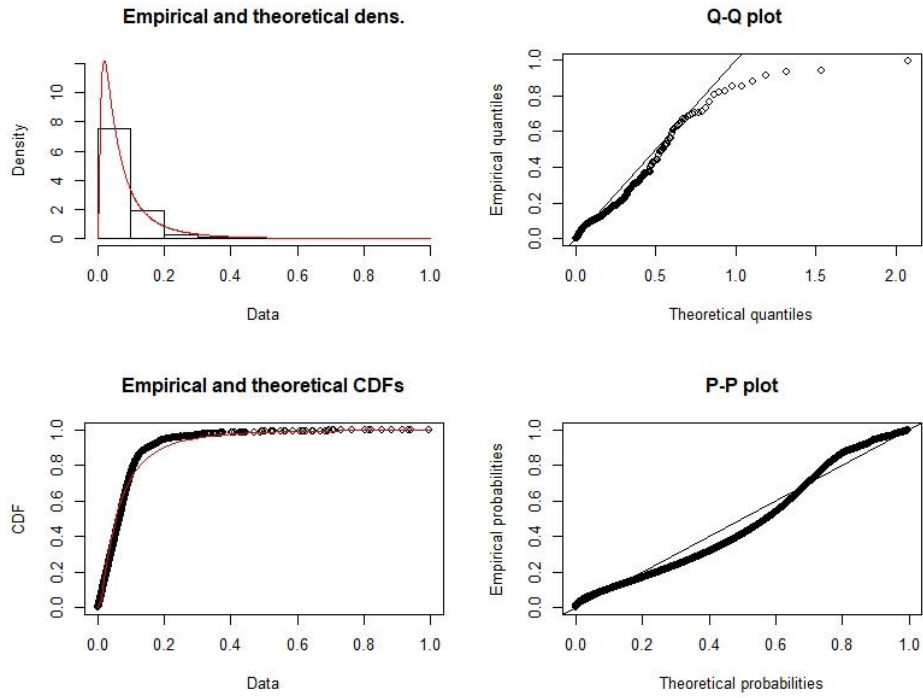 Empirical and theoretical dens.
Density
0 2 4 6 8 10
0.0 0.2 0.4 0.6 0.8 1.0
Data
Q-Q plot
Empirical quantiles
0.0 0.2 0.4 0.6 0.8 1.0
0.0 0.5 1.0 1.5 2.0
Theoretical quantiles
Empirical and theoretical CDFs
CDF
0.0 0.2 0.4 0.6 0.8 1.0
0.0 0.2 0.4 0.6 0.8 1.0
Data
P-P plot
Empirical probabilities
0.0 0.2 0.4 0.6 0.8 1.0
0.0 0.2 0.4 0.6 0.8 1.0
Theoretical probabilities